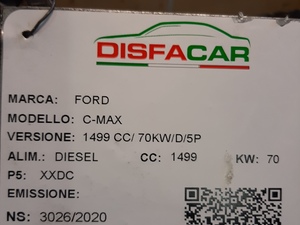 DISFACAR
MARCA: FORD
MODELLO: C-MAX
VERSIONE: 1499 CC/ 70KW/D/5P
ALIM.: DIESEL CC: 1499 KW: 70
P5: XXDC
EMISSIONE:
NS: 3026/2020